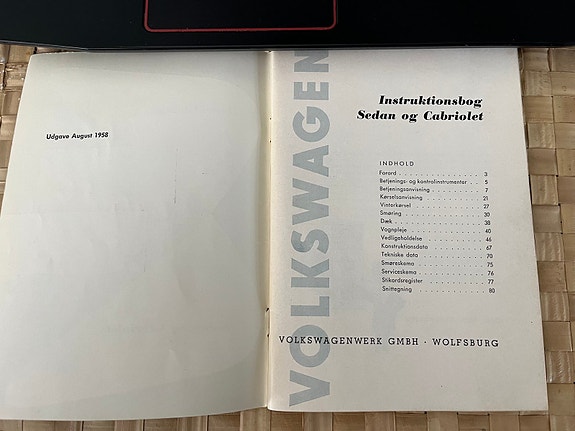 Udgave August 1958
VOLKSWAGEN
Instruktionsbog
Sedan og Cabriolet
INDHOLD
Forord . . . . . . . . . . . . . . . 3
Betjenings- og kontrolinstrumenter . . 5
Betjeningsanvisning . . . . . . . . . 7
Kørselsanvisning . . . . . . . . . . 21
Vinterkørsel . . . . . . . . . . . . 27
Smøring . . . . . . . . . . . . . . 30
Dæk . . . . . . . . . . . . . . . . 38
Vognpleje . . . . . . . . . . . . . 40
Vedligeholdelse . . . . . . . . . . 46
Konstruktionsdata . . . . . . . . . 67
Tekniske data . . . . . . . . . . . 70
Smøreskema . . . . . . . . . . . . 75
Serviceskema . . . . . . . . . . . 76
Stikordsregister . . . . . . . . . . 77
Snittegning . . . . . . . . . . . . 80
VOLKSWAGENWERK GMBH · WOLFSBURG